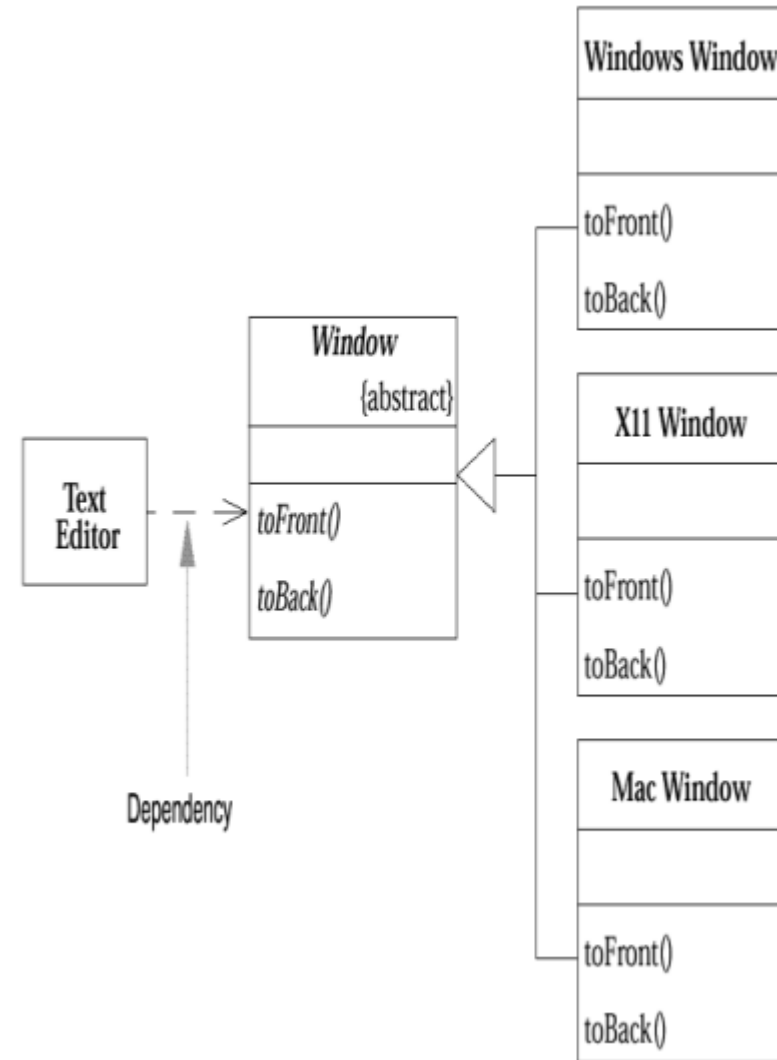 Windows Window
toFront()
toBack()
Window
{abstract}
toFront()
toBack()
Text
Editor
Dependency
X11 Window
toFront()
toBack()
Mac Window
toFront()
toBack()